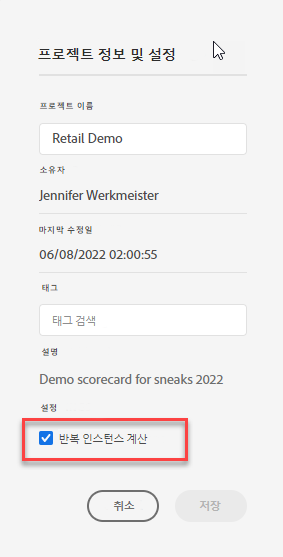 프로젝트 정보 및 설정
프로젝트 이름
Retail Demo
소유자
Jennifer Werkmeister
마지막 수정일
06/08/2022 02:00:55
태그
태그 검색
설명
Demo scorecard for sneaks 2022
설정
반복 인스턴스 계산
취소
저장